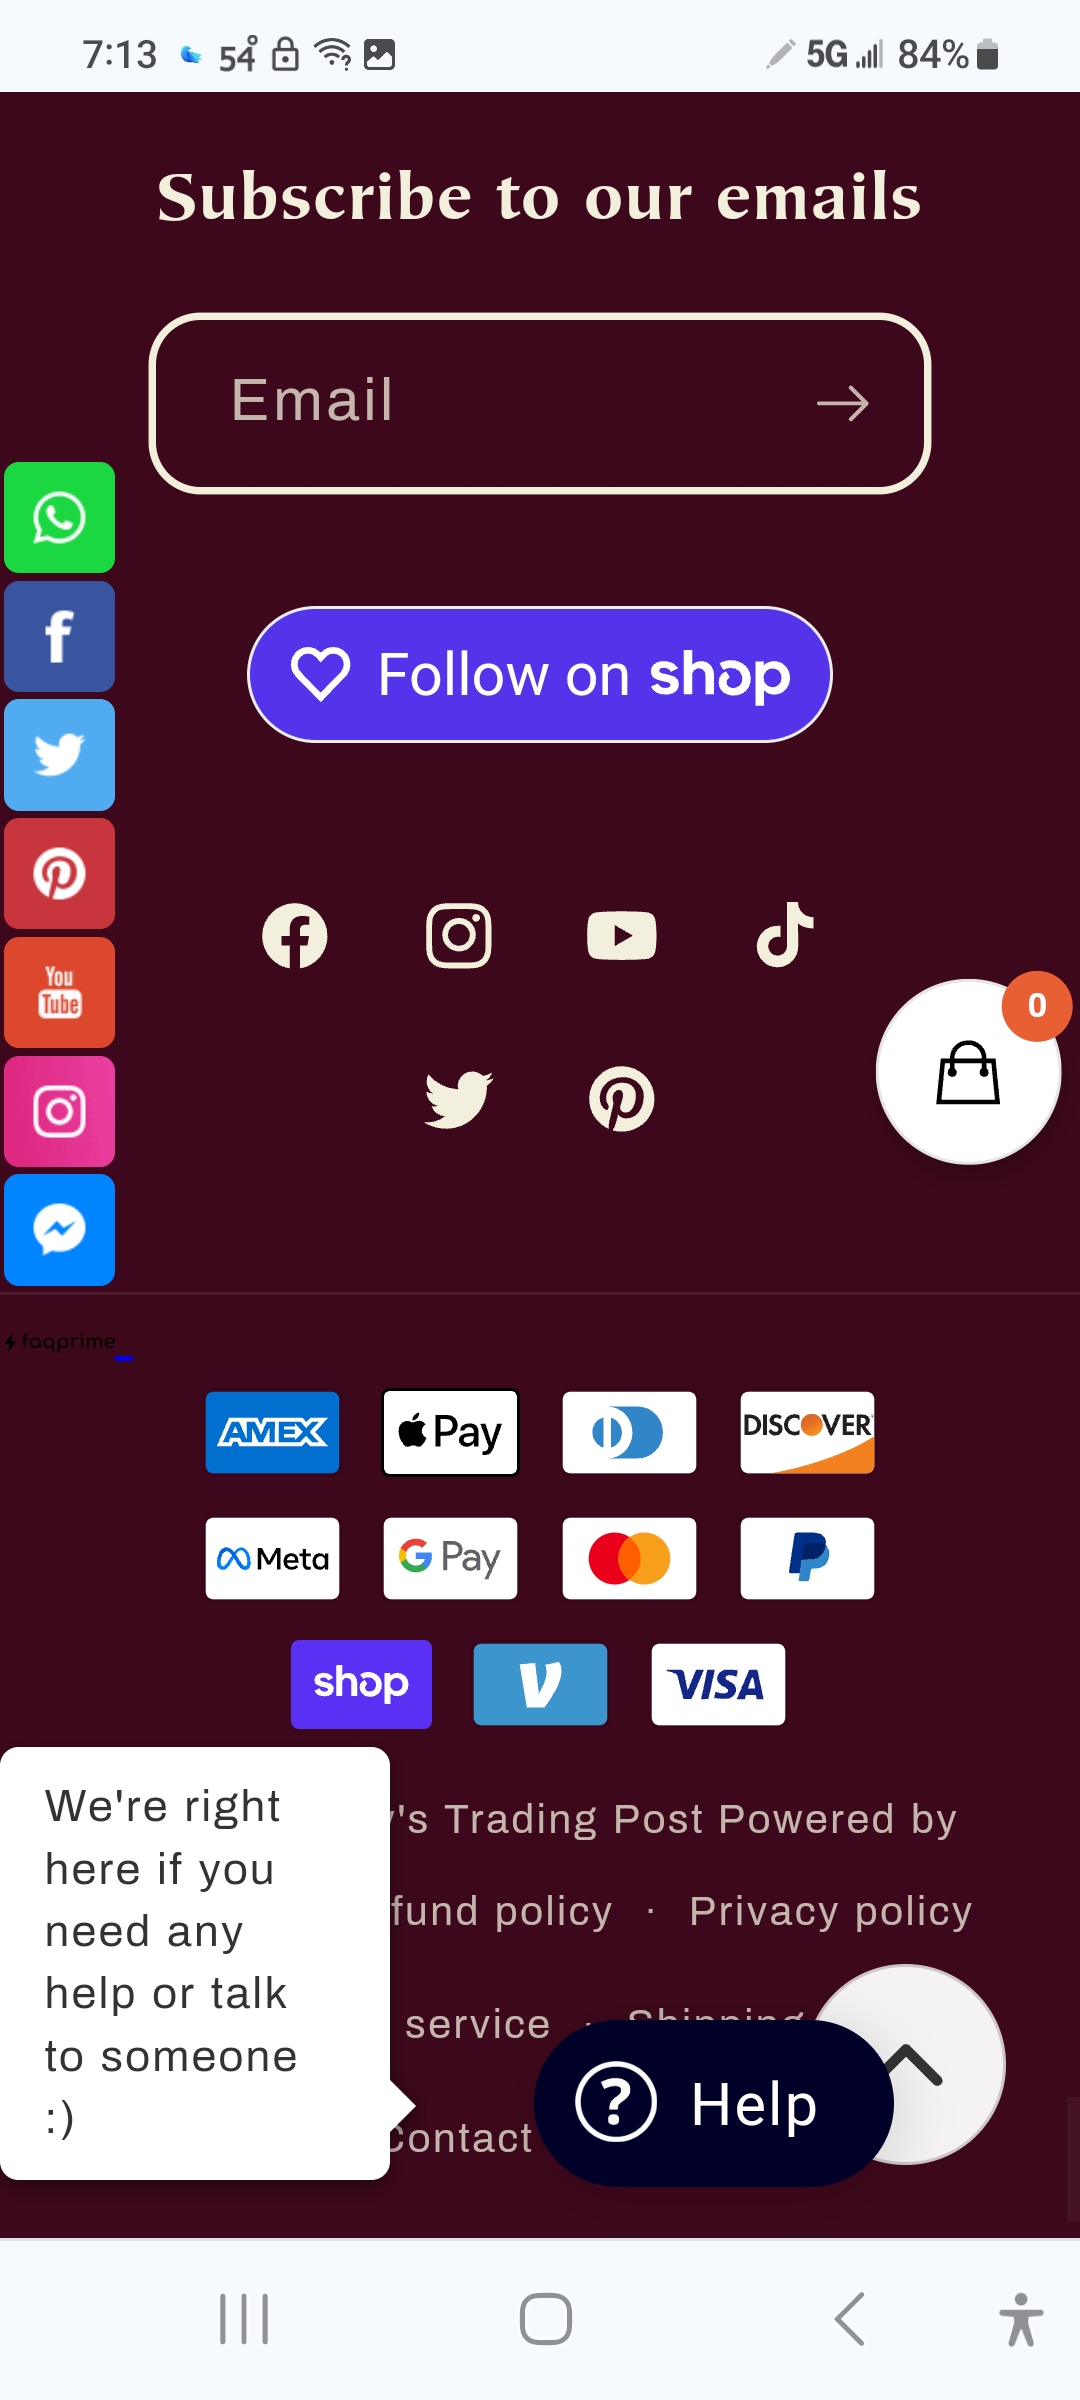 7:13 54° 5G 84%
Subscribe to our emails
Email
Follow on shop
You
Tube
0
faqprime
AMEX Pay DISCOVER
Meta G Pay
shop VISA
We're right
here if you
need any
help or talk
to someone
:)
's Trading Post Powered by
fund policy · Privacy policy
service · Shipping
Contact
? Help